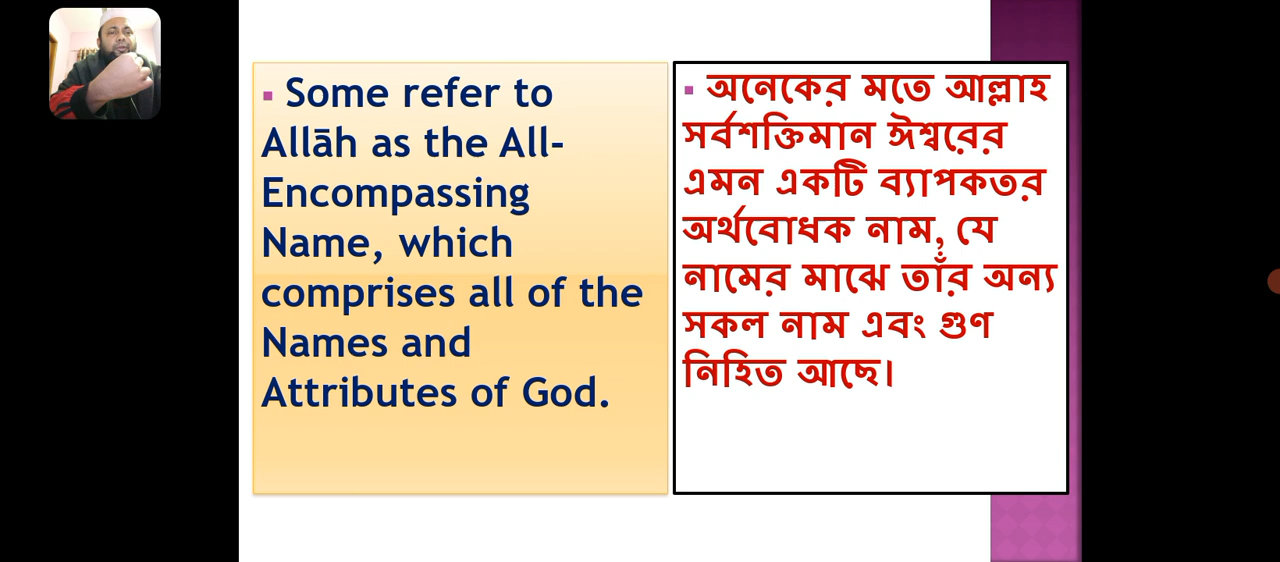 ▪ Some refer to
Allāh as the All-
Encompassing
Name, which
comprises all of the
Names and
Attributes of God.
▪ অনেকের মতে আল্লাহ
সর্বশক্তিমান ঈশ্বরের
এমন একটি ব্যাপকতর
অর্থবোধক নাম, যে
নামের মাঝে তাঁর অন্য
সকল নাম এবং গুণ
নিহিত আছে।